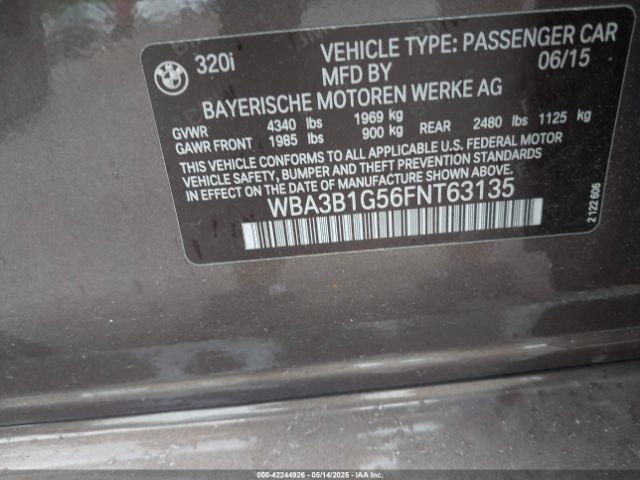 320i VEHICLE TYPE: PASSENGER CAR
MFD BY 06/15
BAYERISCHE MOTOREN WERKE AG
GVWR 4340 lbs 1969 kg
GAWR FRONT 1985 lbs 900 kg REAR 2480 lbs 1125 kg
THIS VEHICLE CONFORMS TO ALL APPLICABLE U.S. FEDERAL MOTOR
VEHICLE SAFETY, BUMPER AND THEFT PREVENTION STANDARDS
IN EFFECT ON THE DATE OF MANUFACTURE SHOWN ABOVE.
WBA3B1G56FNT63135
2 122 606
000-42244926 - 05/14/2025 - IAAI.COM